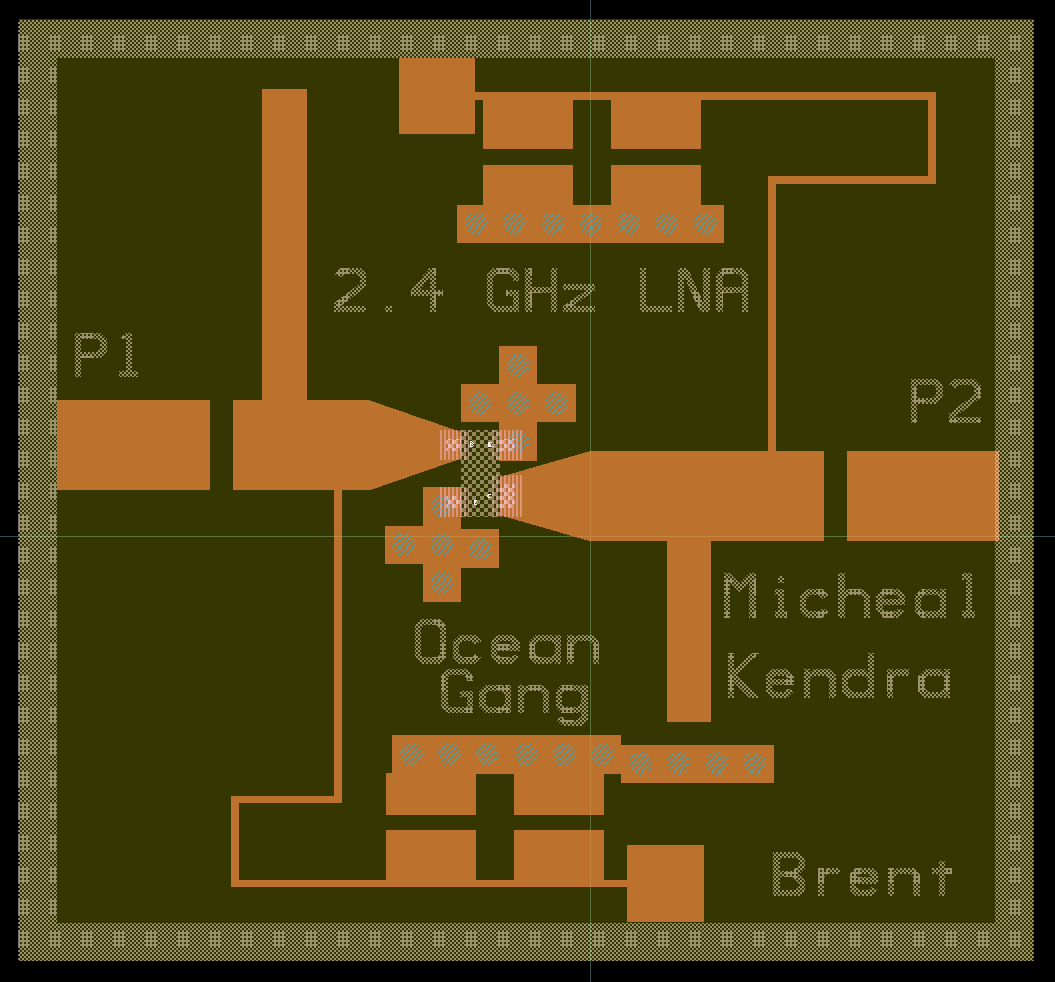 2.4 GHz LNA
P1
P2
Micheal
Ocean
Kendra
Gang
Brent